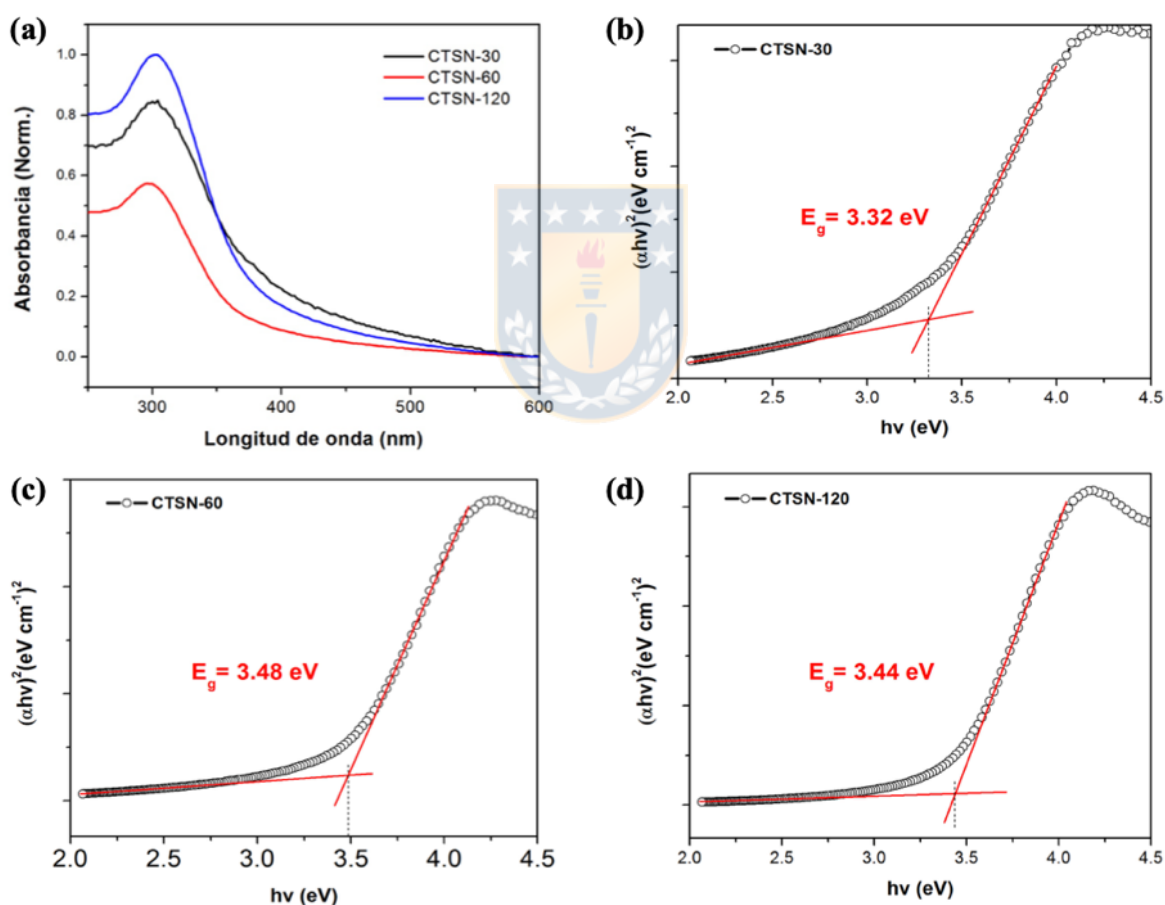 (a)
CTSN-30
CTSN-60
CTSN-120
Absorbancia (Norm.)
1.0
0.8
0.6
0.4
0.2
0.0
300
400
500
600
Longitud de onda (nm)
(b)
CTSN-30
(αhν)² (eV cm⁻¹)²
E_g = 3.32 eV
2.0
2.5
3.0
3.5
4.0
4.5
hν (eV)
(c)
CTSN-60
(αhν)² (eV cm⁻¹)²
E_g = 3.48 eV
2.0
2.5
3.0
3.5
4.0
4.5
hν (eV)
(d)
CTSN-120
(αhν)² (eV cm⁻¹)²
E_g = 3.44 eV
2.0
2.5
3.0
3.5
4.0
4.5
hν (eV)